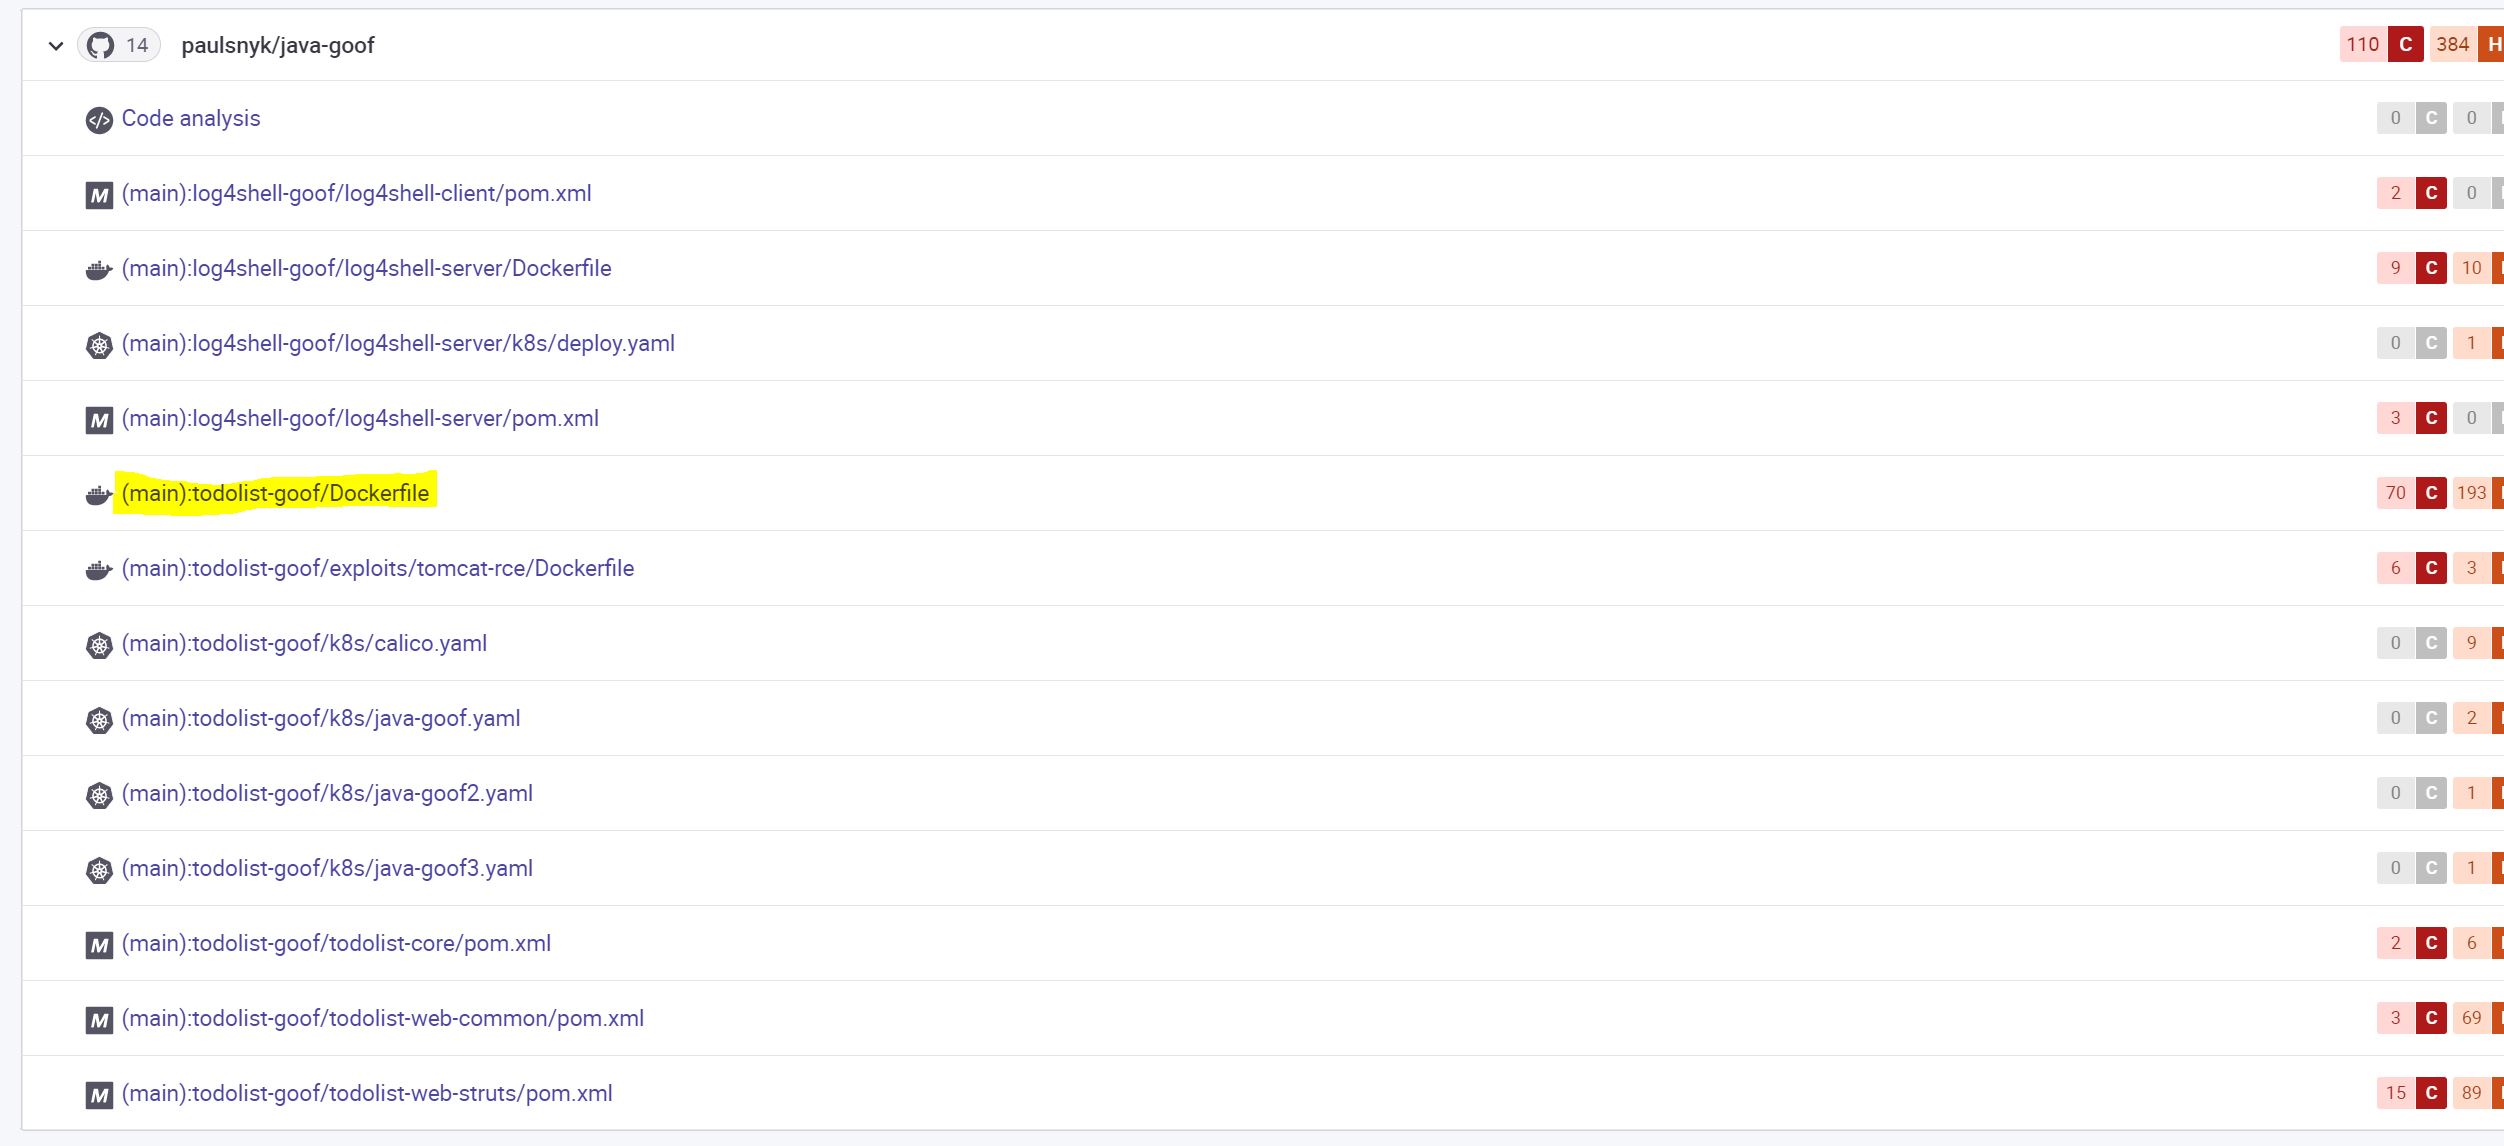 14 paulsnyk/java-goof 110 C 384 H
Code analysis 0 C 0
(main):log4shell-goof/log4shell-client/pom.xml 2 C 0
(main):log4shell-goof/log4shell-server/Dockerfile 9 C 10
(main):log4shell-goof/log4shell-server/k8s/deploy.yaml 0 C 1
(main):log4shell-goof/log4shell-server/pom.xml 3 C 0
(main):todolist-goof/Dockerfile 70 C 193
(main):todolist-goof/exploits/tomcat-rce/Dockerfile 6 C 3
(main):todolist-goof/k8s/calico.yaml 0 C 9
(main):todolist-goof/k8s/java-goof.yaml 0 C 2
(main):todolist-goof/k8s/java-goof2.yaml 0 C 1
(main):todolist-goof/k8s/java-goof3.yaml 0 C 1
(main):todolist-goof/todolist-core/pom.xml 2 C 6
(main):todolist-goof/todolist-web-common/pom.xml 3 C 69
(main):todolist-goof/todolist-web-struts/pom.xml 15 C 89